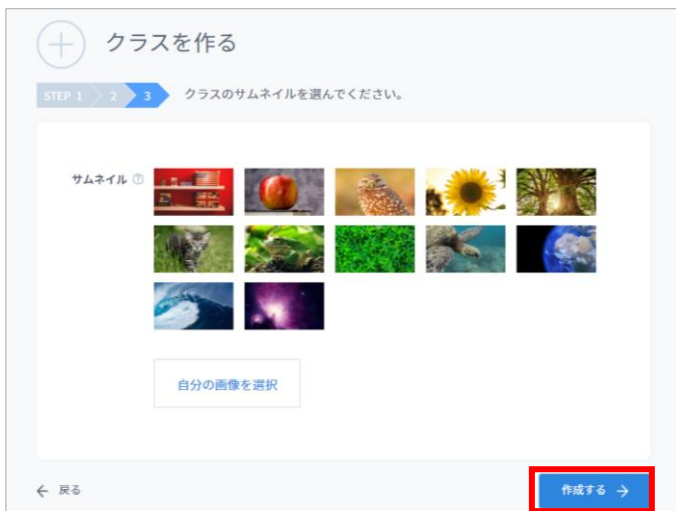 クラスを作る
STEP 1 2 3 クラスのサムネイルを選んでください。
サムネイル ?
自分の画像を選択
← 戻る
作成する →